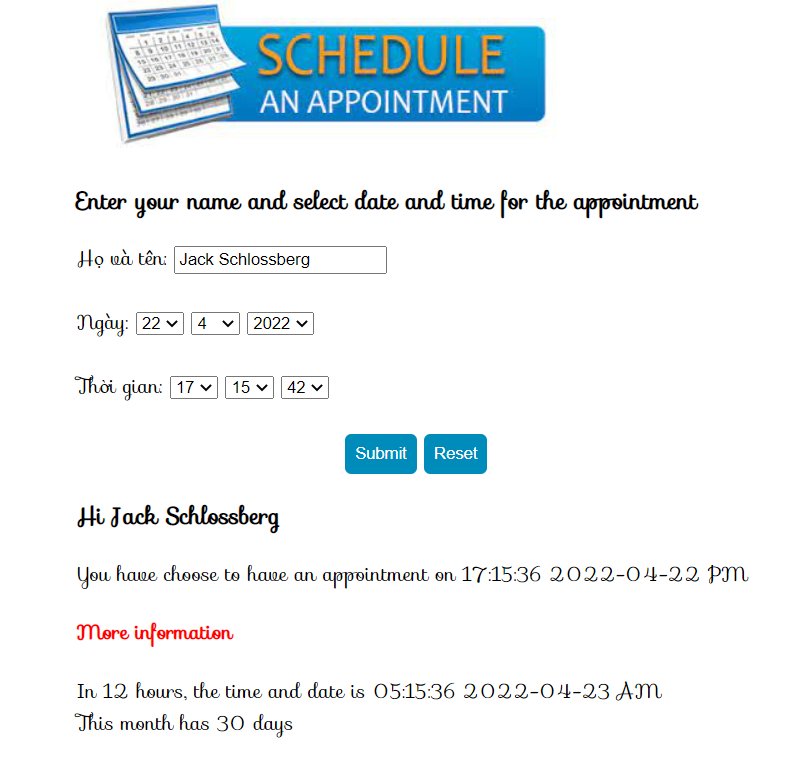 SCHEDULE
AN APPOINTMENT
Enter your name and select date and time for the appointment
Họ và tên: Jack Schlossberg
Ngày: 22 4 2022
Thời gian: 17 15 42
Submit Reset
Hi Jack Schlossberg
You have choose to have an appointment on 17:15:36 2022-04-22 PM
More information
In 12 hours, the time and date is 05:15:36 2022-04-23 AM
This month has 30 days